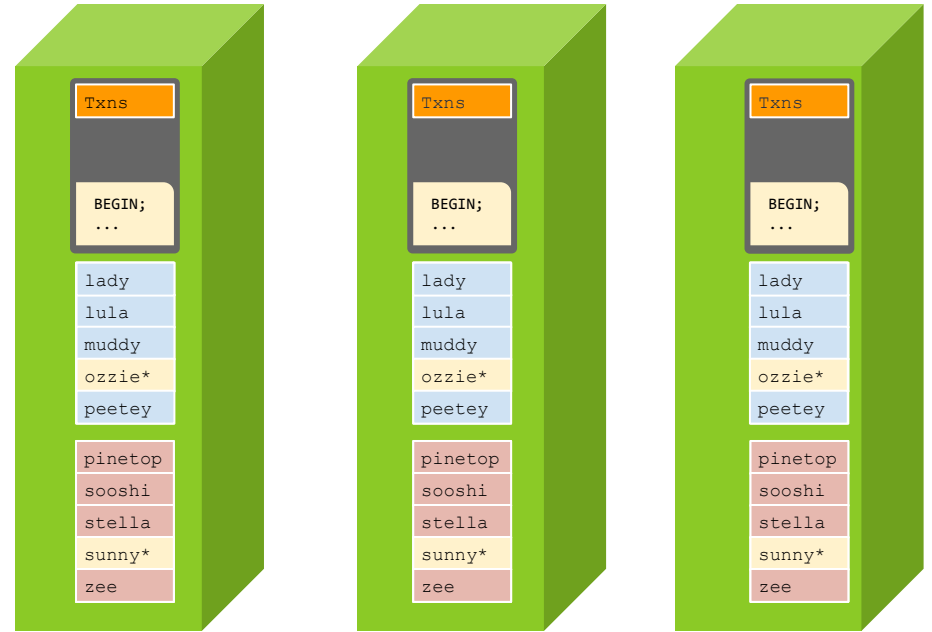 Txns
BEGIN;
...
lady
lula
muddy
ozzie*
peetey
pinetop
sooshi
stella
sunny*
zee
Txns
BEGIN;
...
lady
lula
muddy
ozzie*
peetey
pinetop
sooshi
stella
sunny*
zee
Txns
BEGIN;
...
lady
lula
muddy
ozzie*
peetey
pinetop
sooshi
stella
sunny*
zee